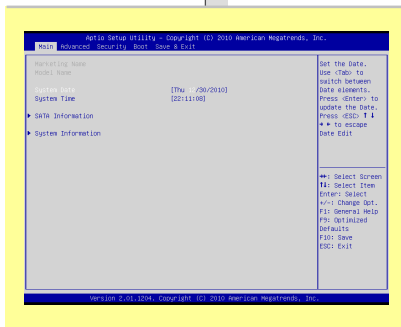 Aptio Setup Utility – Copyright (C) 2010 American Megatrends, Inc.
Main Advanced Security Boot Save & Exit
Marketing Name
Model Name
System Date [Thu /30/2010]
System Time [22:11:08]
SATA Information
System Information
Set the Date.
Use <Tab> to
switch between
Date elements.
Press <Enter> to
update the Date.
Press <ESC> ↑ ↓
→ ← to escape
Date Edit
→←: Select Screen
↑↓: Select Item
Enter: Select
+/-: Change Opt.
F1: General Help
F9: Optimized
Defaults
F10: Save
ESC: Exit
Version 2.01.1204. Copyright (C) 2010 American Megatrends, Inc.